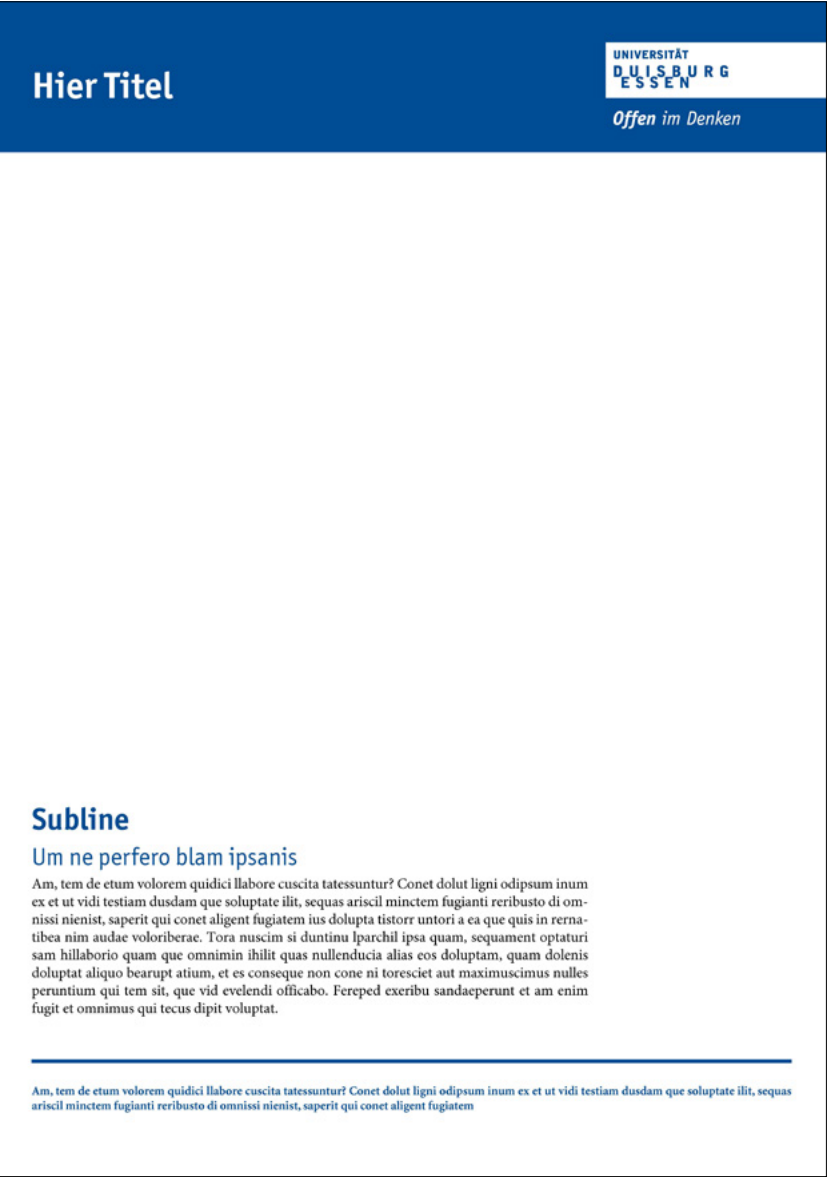 Hier Titel
UNIVERSITÄT
DUISBURG
ESSEN
Offen im Denken
Subline
Um ne perfero blam ipsanis
Am, tem de etum volorem quidici llabore cuscita tatessuntur? Conet dolut ligni odipsum inum
ex et ut vidi testiam dusdam que soluptate ilit, sequas ariscil minctem fugianti reribusto di om-
nissi nienist, saperit qui conet aligent fugiatem ius dolupta tistorr untori a ea que quis in rerna-
tibea nim audae voloriberae. Tora nuscim si duntinu lparchil ipsa quam, sequament optaturi
sam hillaborio quam que omnimin ihilit quas nullenducia alias eos doluptam, quam dolenis
doluptat aliquo bearupt atium, et es conseque non cone ni toresciet aut maximuscimus nulles
peruntium qui tem sit, que vid evelendi officabo. Fereped exeribu sandaeperunt et am enim
fugit et omnimus qui tecus dipit voluptat.
Am, tem de etum volorem quidici llabore cuscita tatessuntur? Conet dolut ligni odipsum inum ex et ut vidi testiam dusdam que soluptate ilit, sequas
ariscil minctem fugianti reribusto di omnissi nienist, saperit qui conet aligent fugiatem